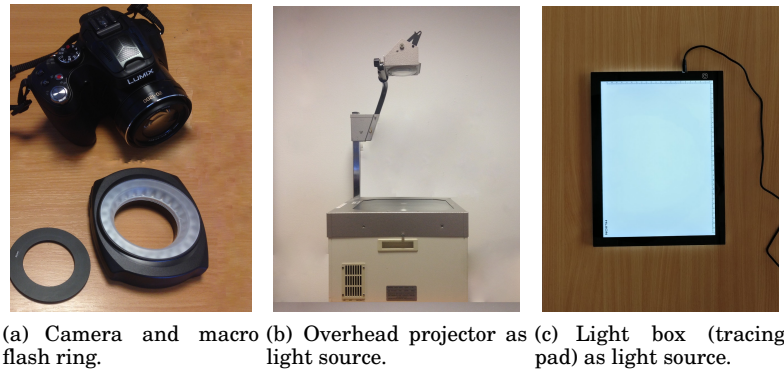 LUMIX
(a) Camera and macro
flash ring.
(b) Overhead projector as
light source.
(c) Light box (tracing
pad) as light source.